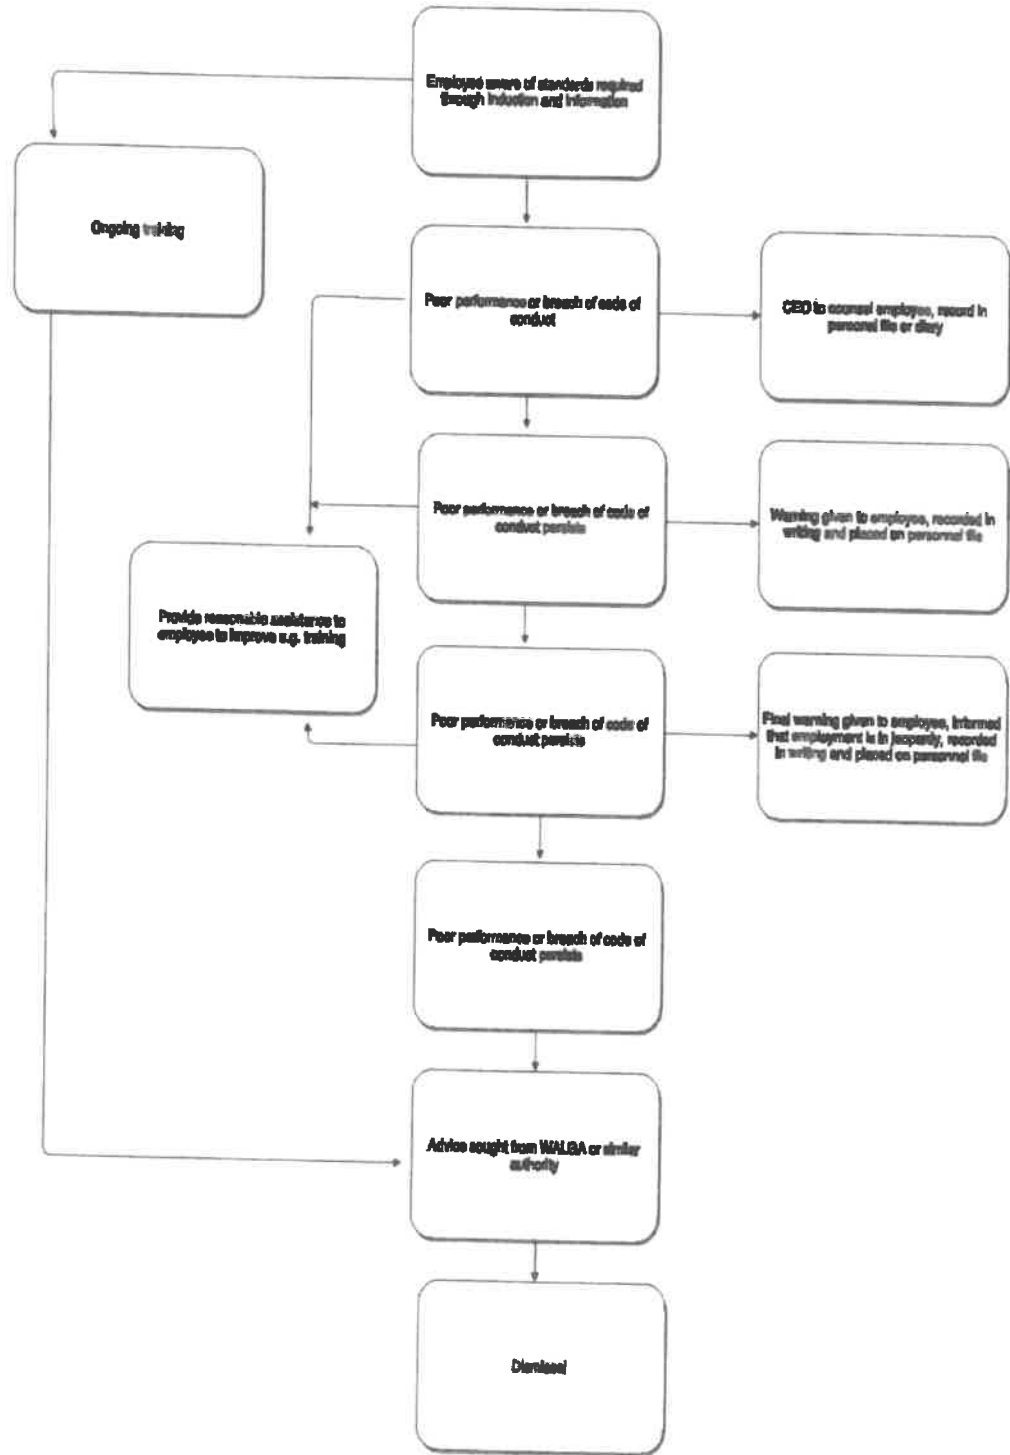 Employee aware of standards required
through induction and information
Ongoing training
Poor performance or breach of code of
conduct
CEO to counsel employee, record in
personal file or diary
Poor performance or breach of code of
conduct persists
Warning given to employee, recorded in
writing and placed on personnel file
Provide reasonable assistance to
employee to improve e.g. training
Poor performance or breach of code of
conduct persists
Final warning given to employee, informed
that employment is in jeopardy, recorded
in writing and placed on personnel file
Poor performance or breach of code of
conduct persists
Advice sought from WALGA or similar
authority
Dismissal